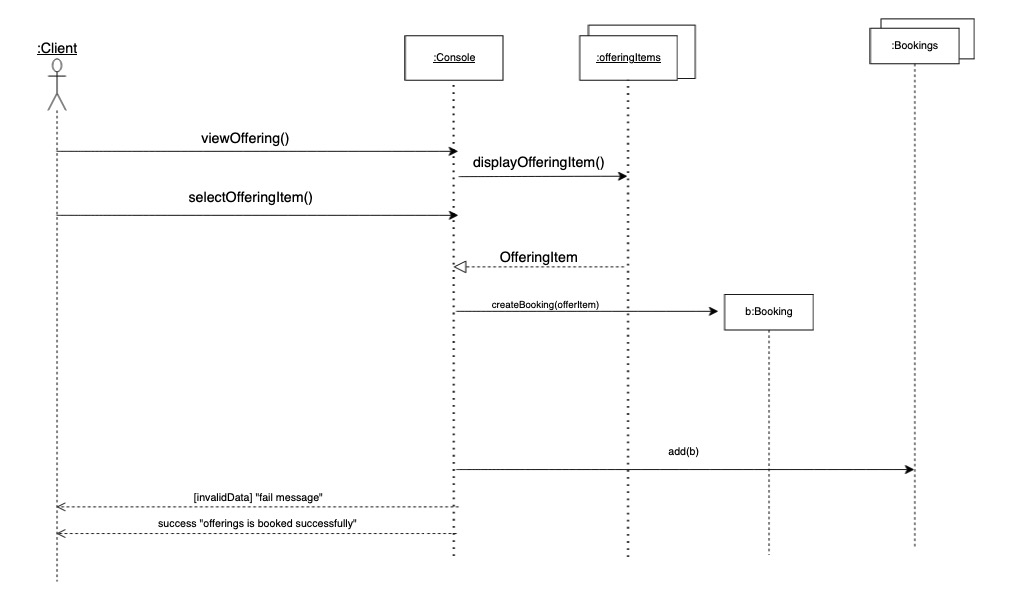 :Client
:Console
:offeringItems
:Bookings
viewOffering()
displayOfferingItem()
selectOfferingItem()
OfferingItem
createBooking(offerItem)
b:Booking
add(b)
[invalidData] "fail message"
success "offerings is booked successfully"